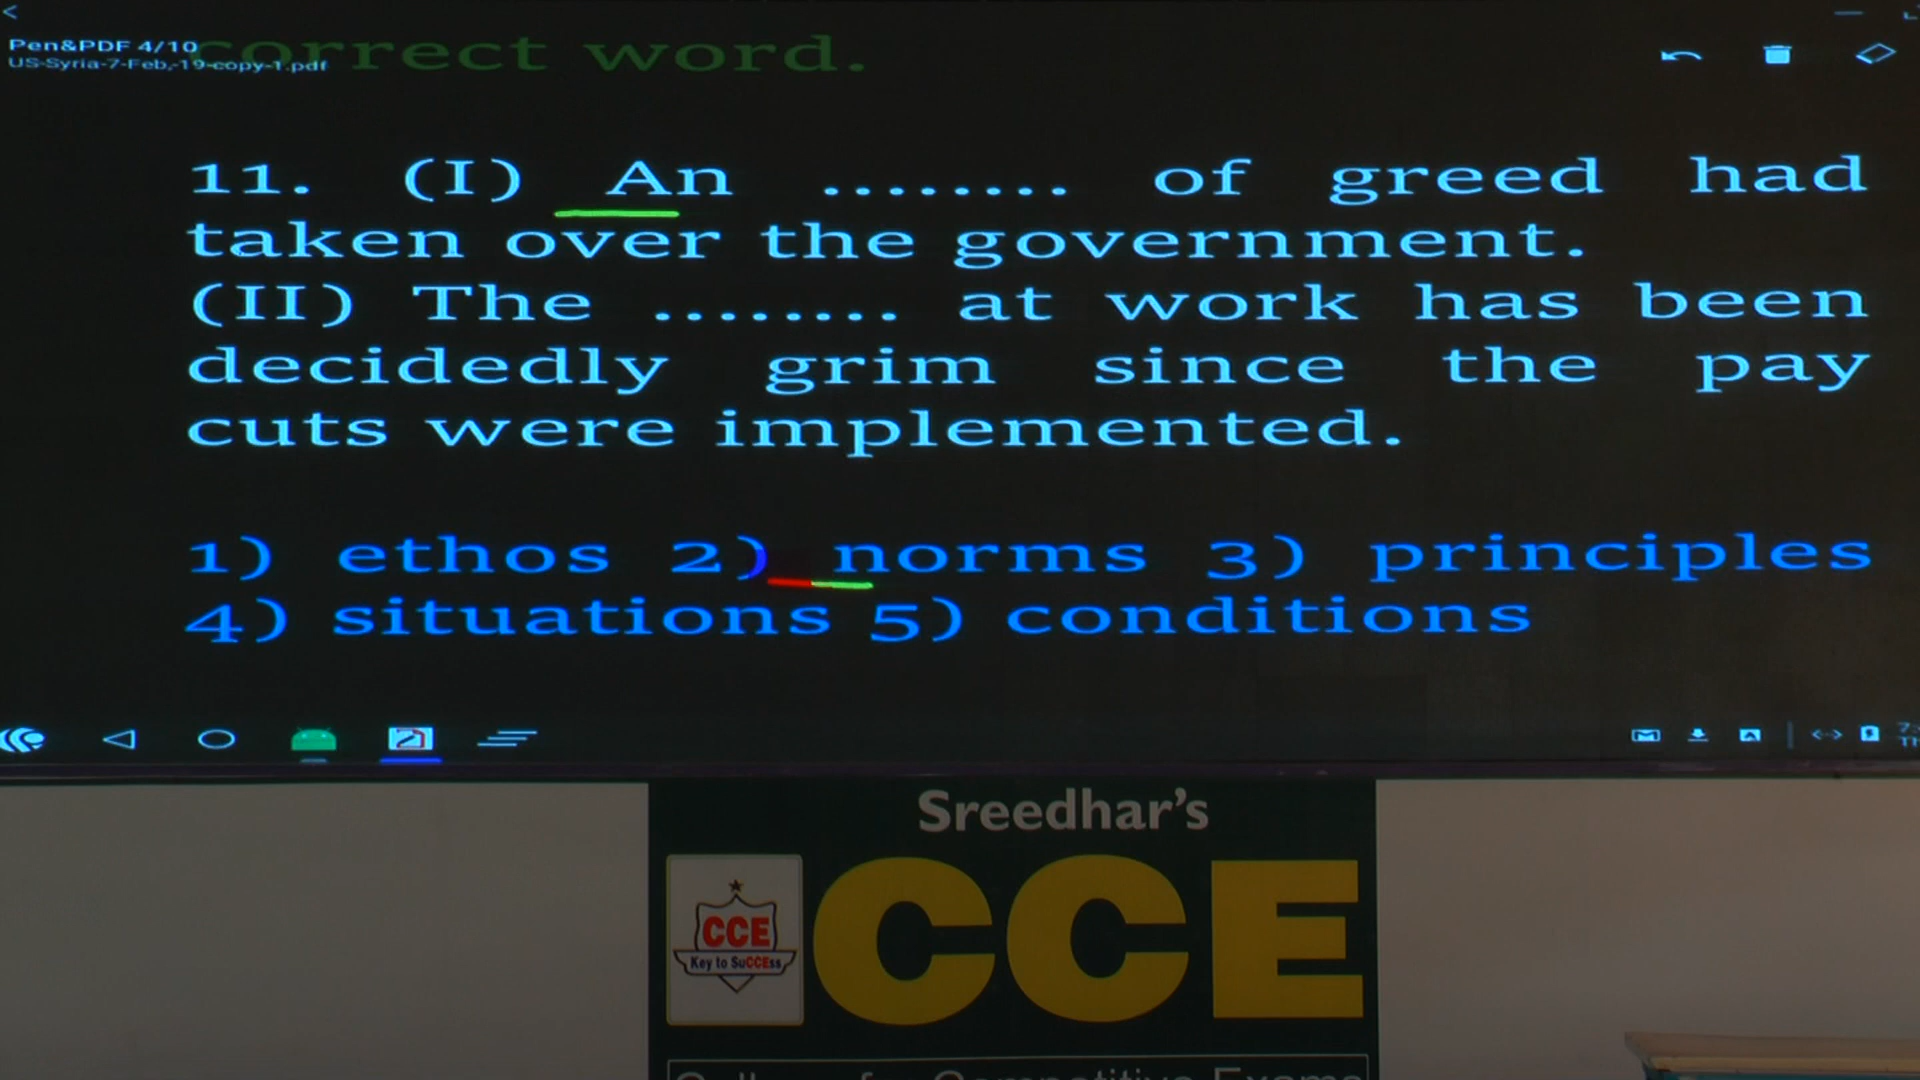 correct word.
Pen&PDF 4/10
US-Syria-7-Feb,-19-copy-1.pdf
11. (I) An ........ of greed had
taken over the government.
(II) The ........ at work has been
decidedly grim since the pay
cuts were implemented.
1) ethos 2) norms 3) principles
4) situations 5) conditions
Sreedhar's
CCE
CCE
Key to SuCCEss